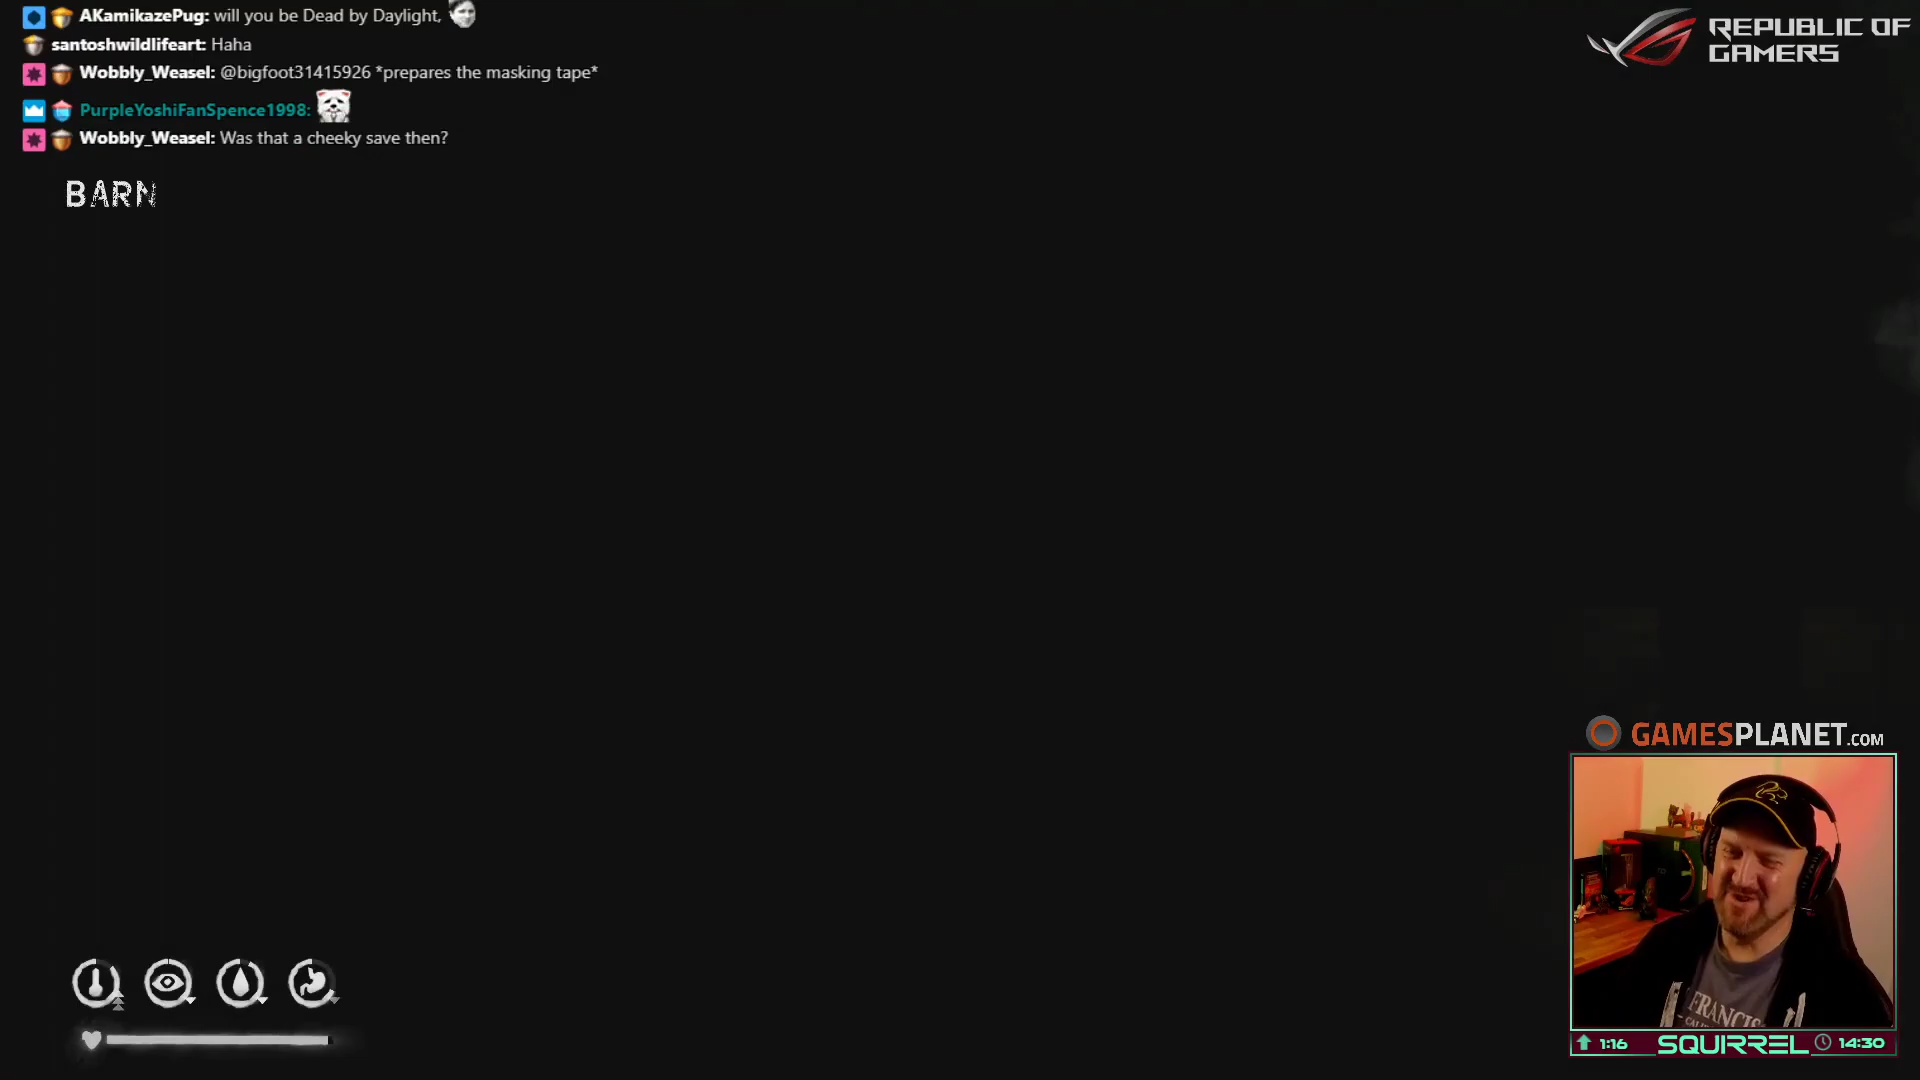 AKamikazePug: will you be Dead by Daylight,
santoshwildlifeart: Haha
Wobbly_Weasel: @bigfoot31415926 *prepares the masking tape*
PurpleYoshiFanSpence1998:
Wobbly_Weasel: Was that a cheeky save then?
BARN
REPUBLIC OF
GAMERS
GAMESPLANET.COM
FRANCIS
1:16 SQUIRREL 14:30